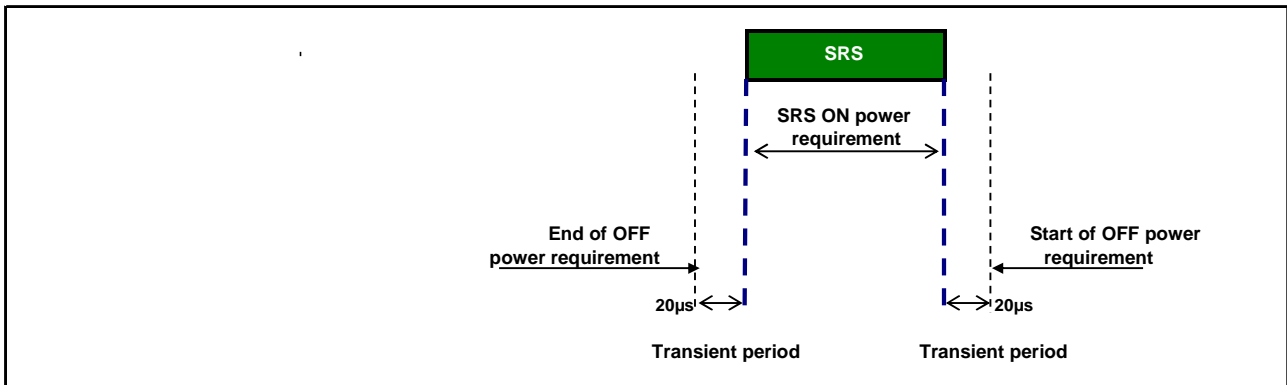 SRS
SRS ON power
requirement
End of OFF
power requirement
Start of OFF power
requirement
20µs
20µs
Transient period
Transient period